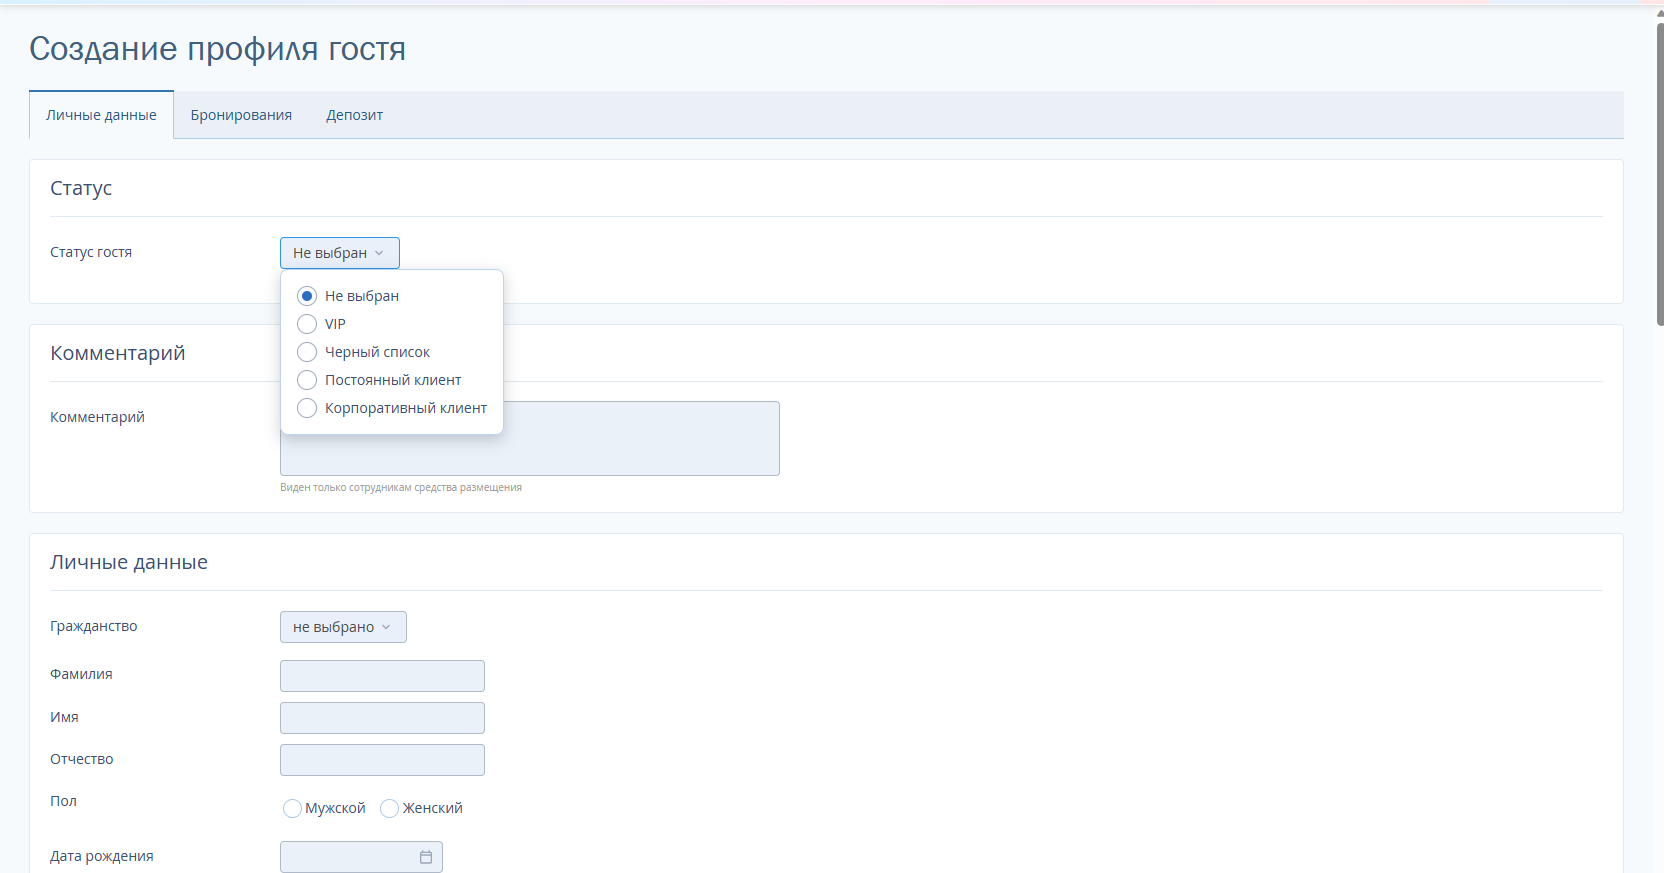 Создание профиля гостя
Личные данные Бронирования Депозит
Статус
Статус гостя Не выбран
Не выбран
VIP
Черный список
Постоянный клиент
Корпоративный клиент
Комментарий
Комментарий
Виден только сотрудникам средства размещения
Личные данные
Гражданство не выбрано
Фамилия
Имя
Отчество
Пол Мужской Женский
Дата рождения